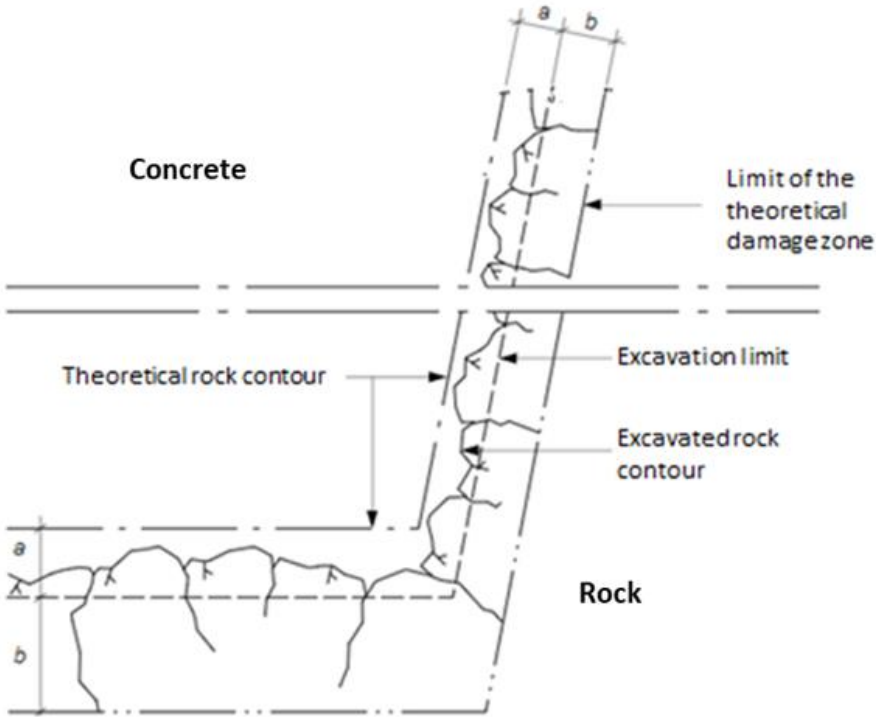 a b
Concrete
Limit of the
theoretical
damage zone
Excavation limit
Theoretical rock contour
Excavated rock
contour
a
Rock
b